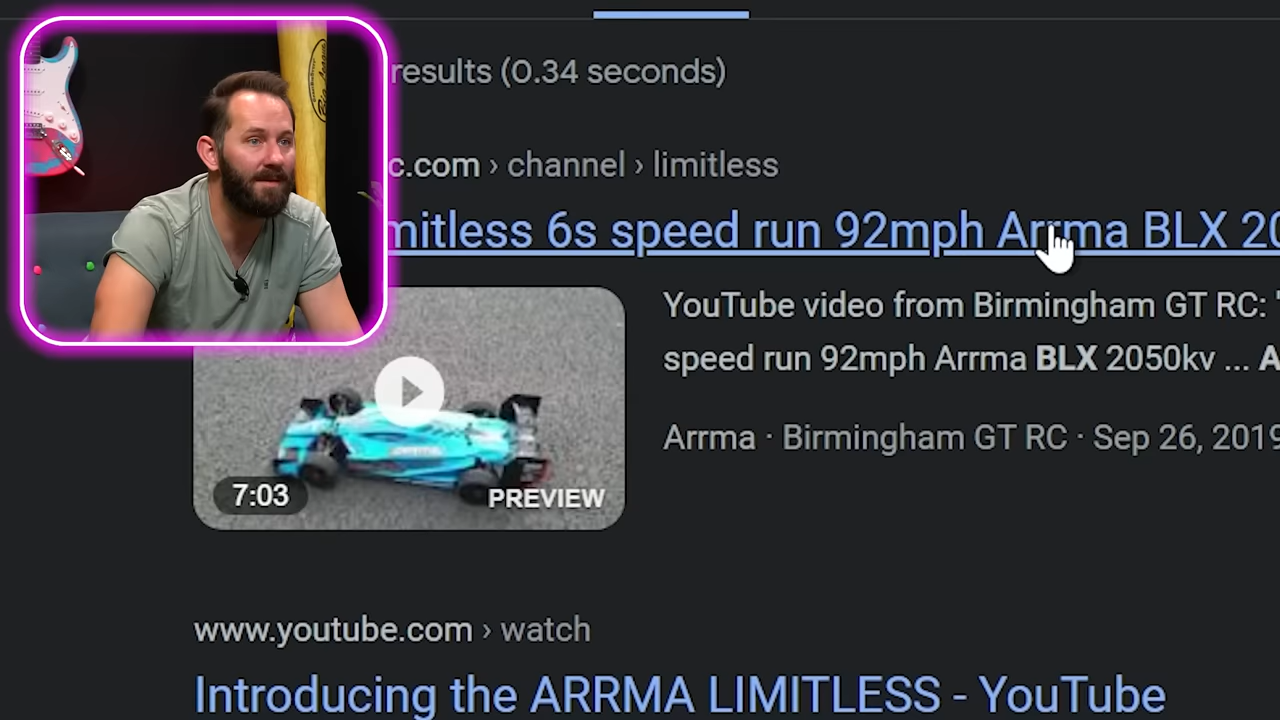 results (0.34 seconds)
c.com › channel › limitless
mitless 6s speed run 92mph Arrma BLX 20
YouTube video from Birmingham GT RC: "
speed run 92mph Arrma BLX 2050kv ... A
Arrma · Birmingham GT RC · Sep 26, 2019
7:03
PREVIEW
www.youtube.com › watch
Introducing the ARRMA LIMITLESS - YouTube